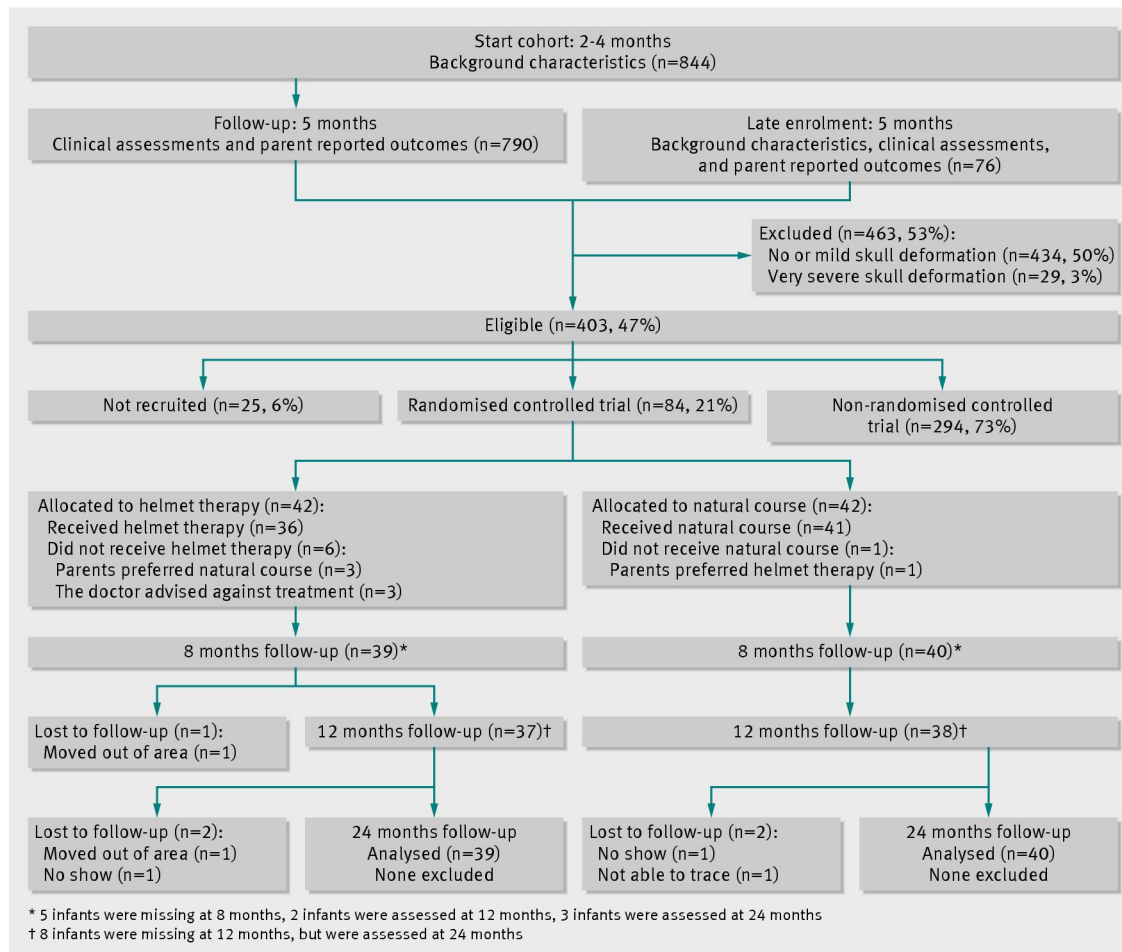 Start cohort: 2-4 months
Background characteristics (n=844)
Follow-up: 5 months
Clinical assessments and parent reported outcomes (n=790)
Late enrolment: 5 months
Background characteristics, clinical assessments,
and parent reported outcomes (n=76)
Excluded (n=463, 53%):
No or mild skull deformation (n=434, 50%)
Very severe skull deformation (n=29, 3%)
Eligible (n=403, 47%)
Not recruited (n=25, 6%)
Randomised controlled trial (n=84, 21%)
Non-randomised controlled
trial (n=294, 73%)
Allocated to helmet therapy (n=42):
Received helmet therapy (n=36)
Did not receive helmet therapy (n=6):
Parents preferred natural course (n=3)
The doctor advised against treatment (n=3)
Allocated to natural course (n=42):
Received natural course (n=41)
Did not receive natural course (n=1):
Parents preferred helmet therapy (n=1)
8 months follow-up (n=39)*
8 months follow-up (n=40)*
Lost to follow-up (n=1):
Moved out of area (n=1)
12 months follow-up (n=37)†
12 months follow-up (n=38)†
Lost to follow-up (n=2):
Moved out of area (n=1)
No show (n=1)
24 months follow-up
Analysed (n=39)
None excluded
Lost to follow-up (n=2):
No show (n=1)
Not able to trace (n=1)
24 months follow-up
Analysed (n=40)
None excluded
* 5 infants were missing at 8 months, 2 infants were assessed at 12 months, 3 infants were assessed at 24 months
† 8 infants were missing at 12 months, but were assessed at 24 months